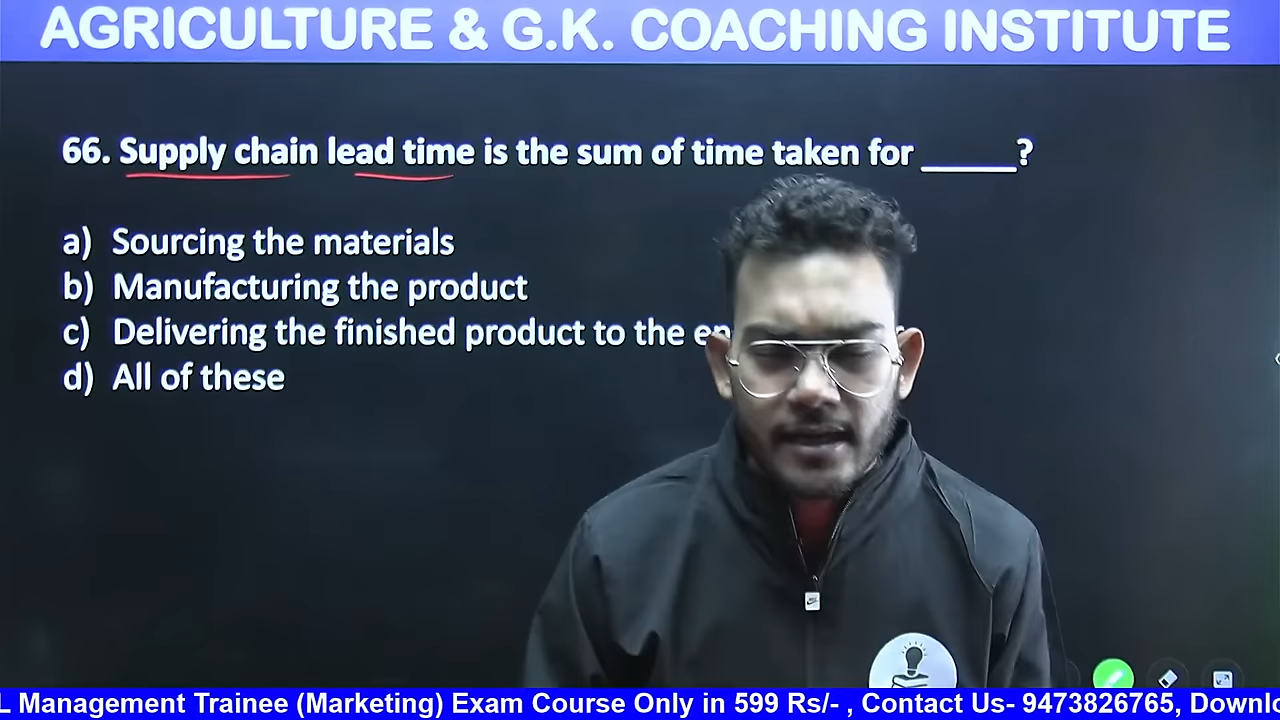 AGRICULTURE & G.K. COACHING INSTITUTE
66. Supply chain lead time is the sum of time taken for _____?
a) Sourcing the materials
b) Manufacturing the product
c) Delivering the finished product to the
d) All of these
Management Trainee (Marketing) Exam Course Only in 599 Rs/- , Contact Us- 9473826765,